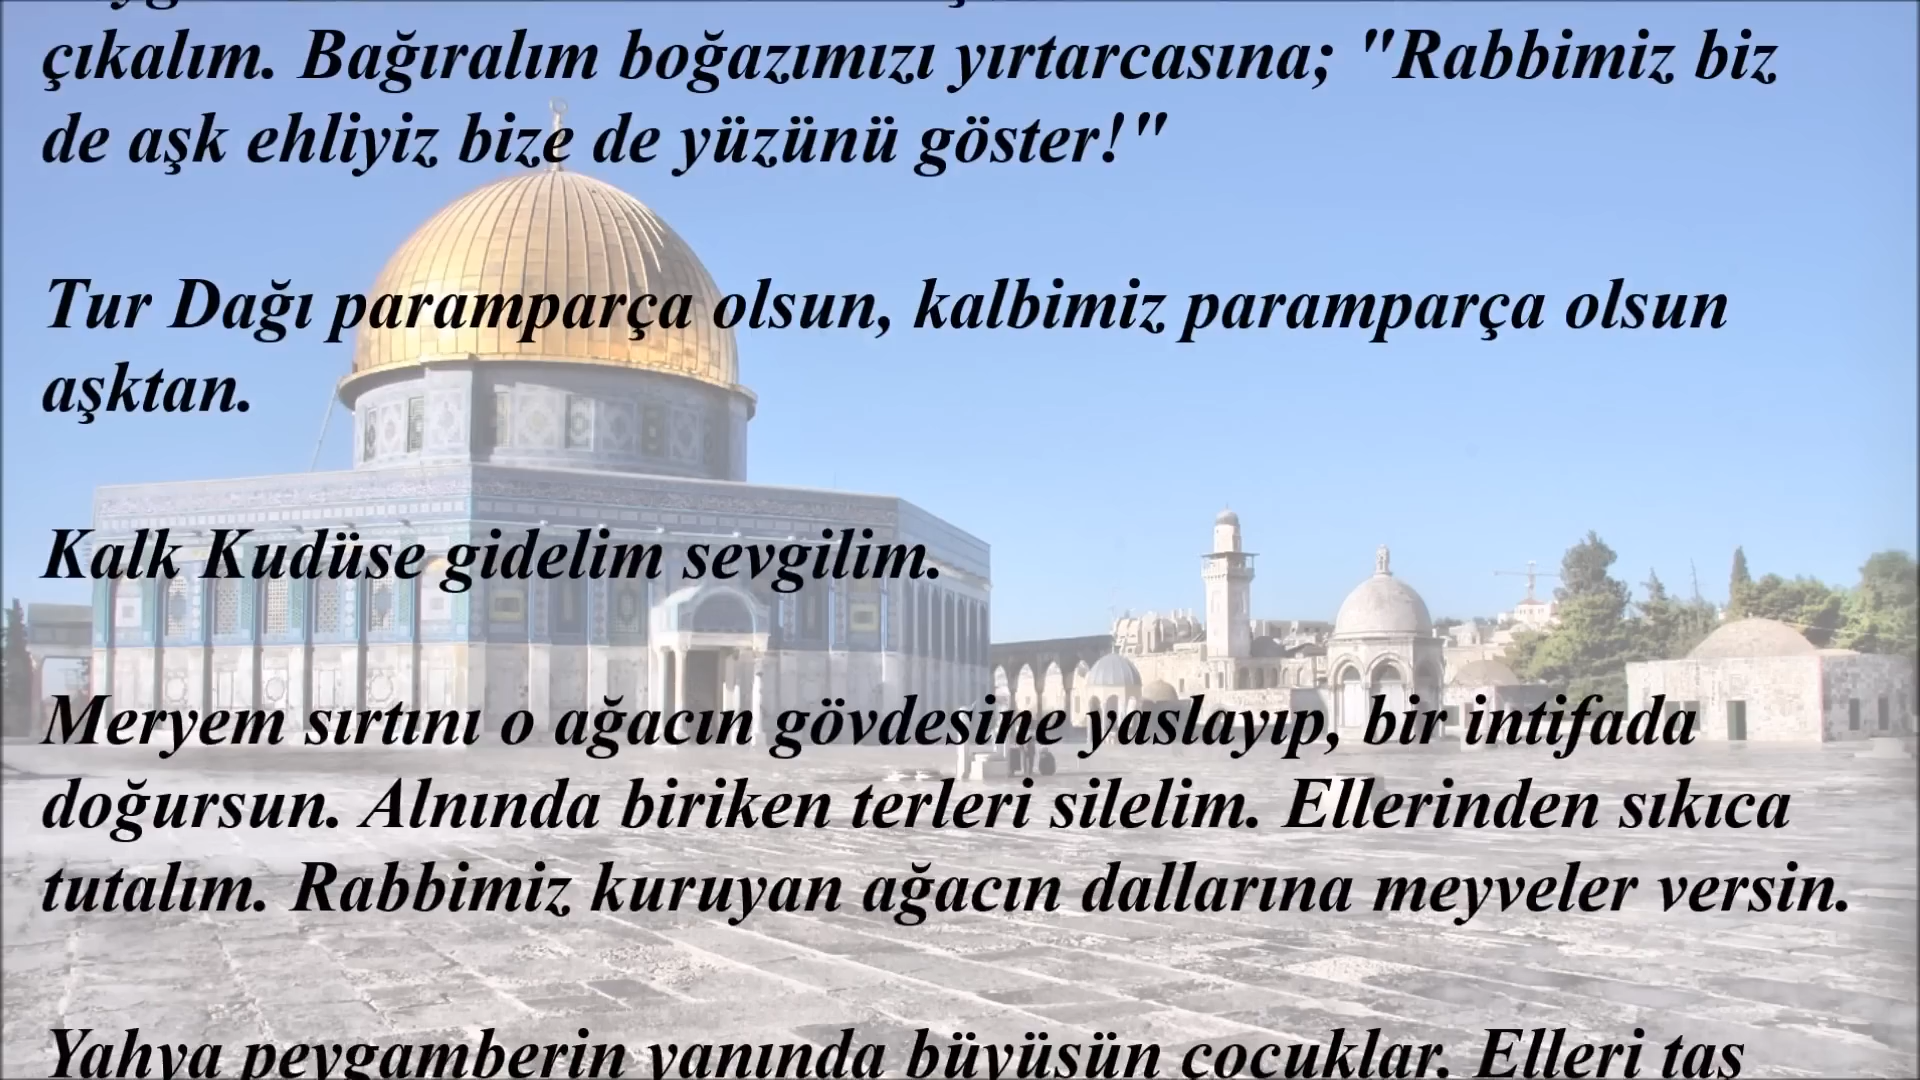 çıkalım. Bağıralım boğazımızı yırtarcasına; "Rabbimiz biz
de aşk ehliyiz bize de yüzünü göster!"
Tur Dağı paramparça olsun, kalbimiz paramparça olsun
aşktan.
Kalk Kudüse gidelim sevgilim.
Meryem sırtını o ağacın gövdesine yaslayıp, bir intifada
doğursun. Alnında biriken terleri silelim. Ellerinden sıkıca
tutalım. Rabbimiz kuruyan ağacın dallarına meyveler versin.
Yahya peygamberin yanında büyüsün çocuklar. Elleri